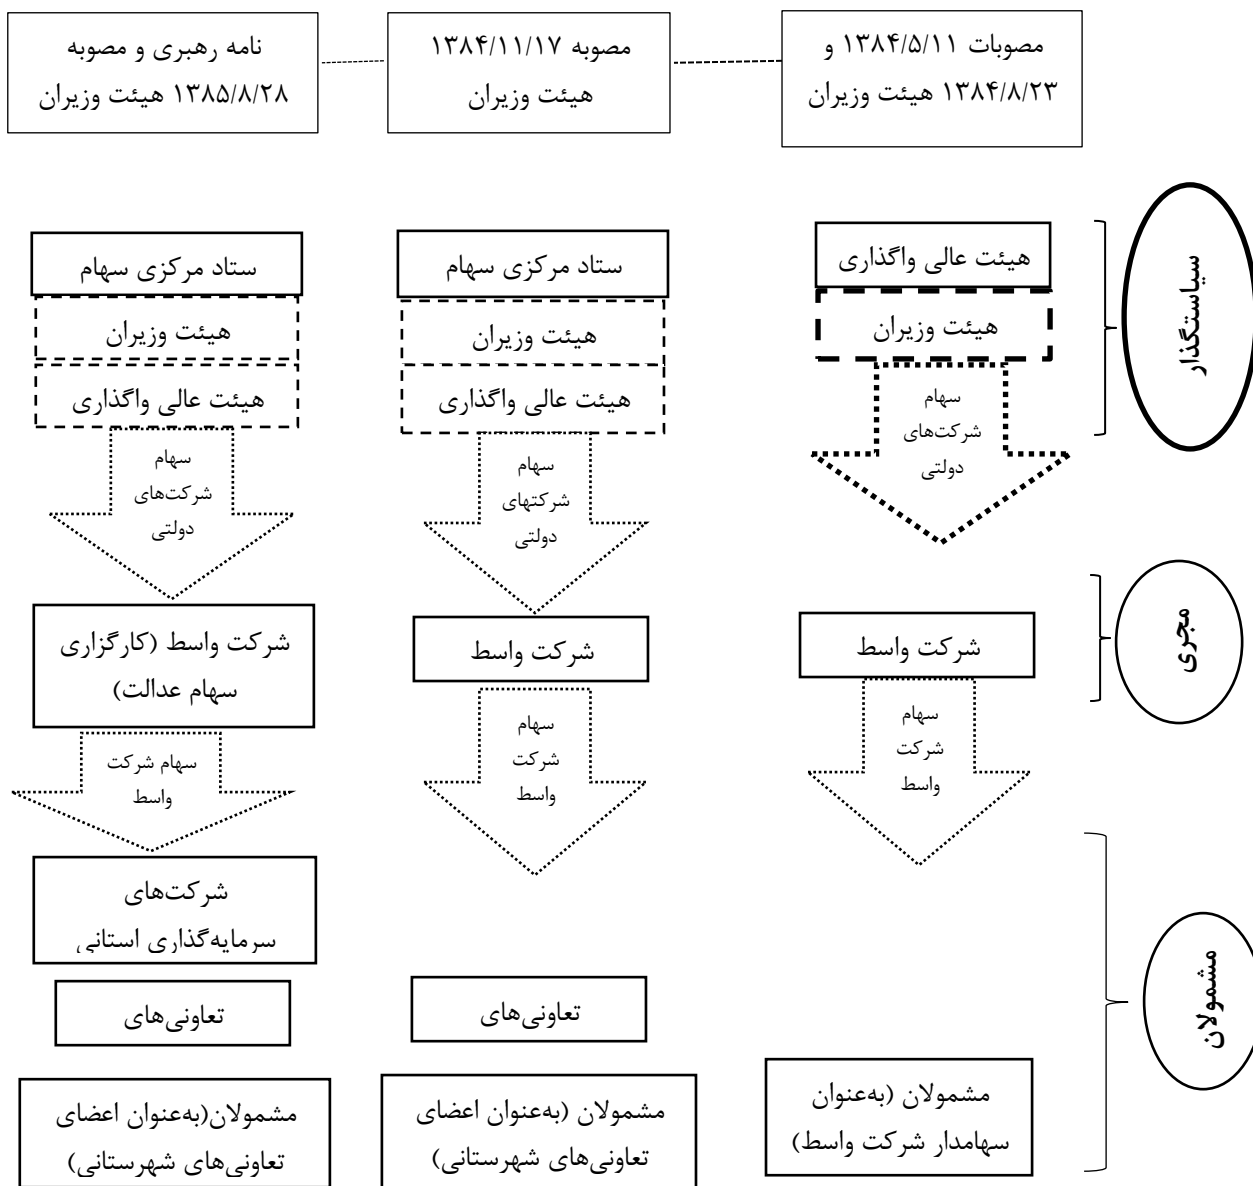 مصوبات ۱۳۸۴/۵/۱۱ و
۱۳۸۴/۸/۲۳ هیئت وزیران
مصوبه ۱۳۸۴/۱۱/۱۷
هیئت وزیران
نامه رهبری و مصوبه
۱۳۸۵/۸/۲۸ هیئت وزیران
سیاستگذار
هیئت عالی واگذاری
هیئت وزیران
سهام
شرکت‌های
دولتی
ستاد مرکزی سهام
هیئت وزیران
هیئت عالی واگذاری
سهام
شرکتهای
دولتی
ستاد مرکزی سهام
هیئت وزیران
هیئت عالی واگذاری
سهام
شرکت‌های
دولتی
مجری
شرکت واسط
سهام
شرکت
واسط
شرکت واسط
سهام
شرکت
واسط
شرکت واسط (کارگزاری
سهام عدالت)
سهام شرکت
واسط
مشمولان
مشمولان (به‌عنوان
سهامدار شرکت واسط)
تعاونی‌های
مشمولان (به‌عنوان اعضای
تعاونی‌های شهرستانی)
شرکت‌های
سرمایه‌گذاری استانی
تعاونی‌های
مشمولان(به‌عنوان اعضای
تعاونی‌های شهرستانی)